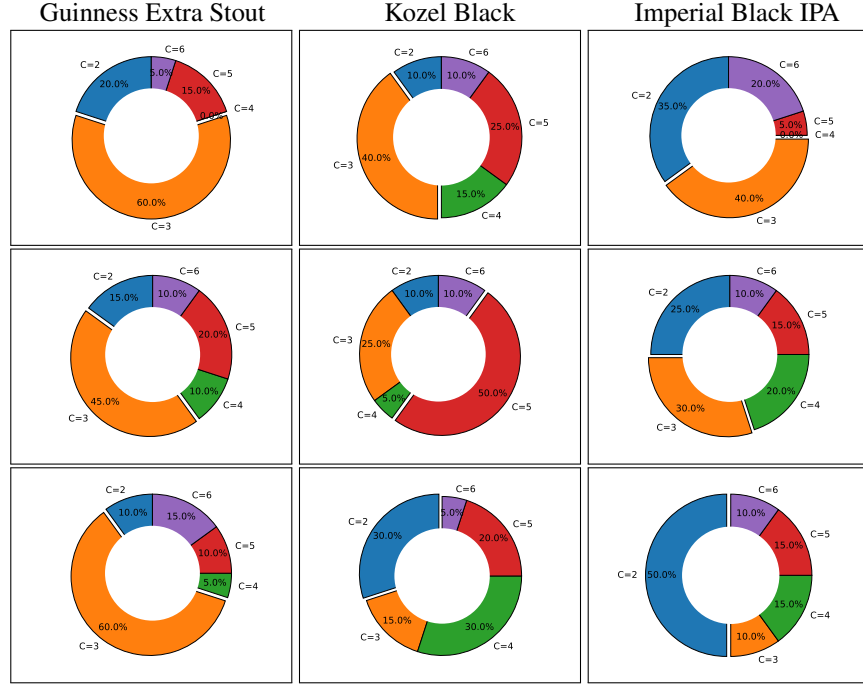 Guinness Extra Stout Kozel Black Imperial Black IPA
C=2 20.0% C=3 60.0% C=4 0.0% C=5 15.0% C=6 5.0%
C=2 10.0% C=3 40.0% C=4 15.0% C=5 25.0% C=6 10.0%
C=2 35.0% C=3 40.0% C=4 0.0% C=5 5.0% C=6 20.0%
C=2 15.0% C=3 45.0% C=4 10.0% C=5 20.0% C=6 10.0%
C=2 10.0% C=3 25.0% C=4 5.0% C=5 50.0% C=6 10.0%
C=2 25.0% C=3 30.0% C=4 20.0% C=5 15.0% C=6 10.0%
C=2 10.0% C=3 60.0% C=4 5.0% C=5 10.0% C=6 15.0%
C=2 30.0% C=3 15.0% C=4 30.0% C=5 20.0% C=6 5.0%
C=2 50.0% C=3 10.0% C=4 15.0% C=5 15.0% C=6 10.0%